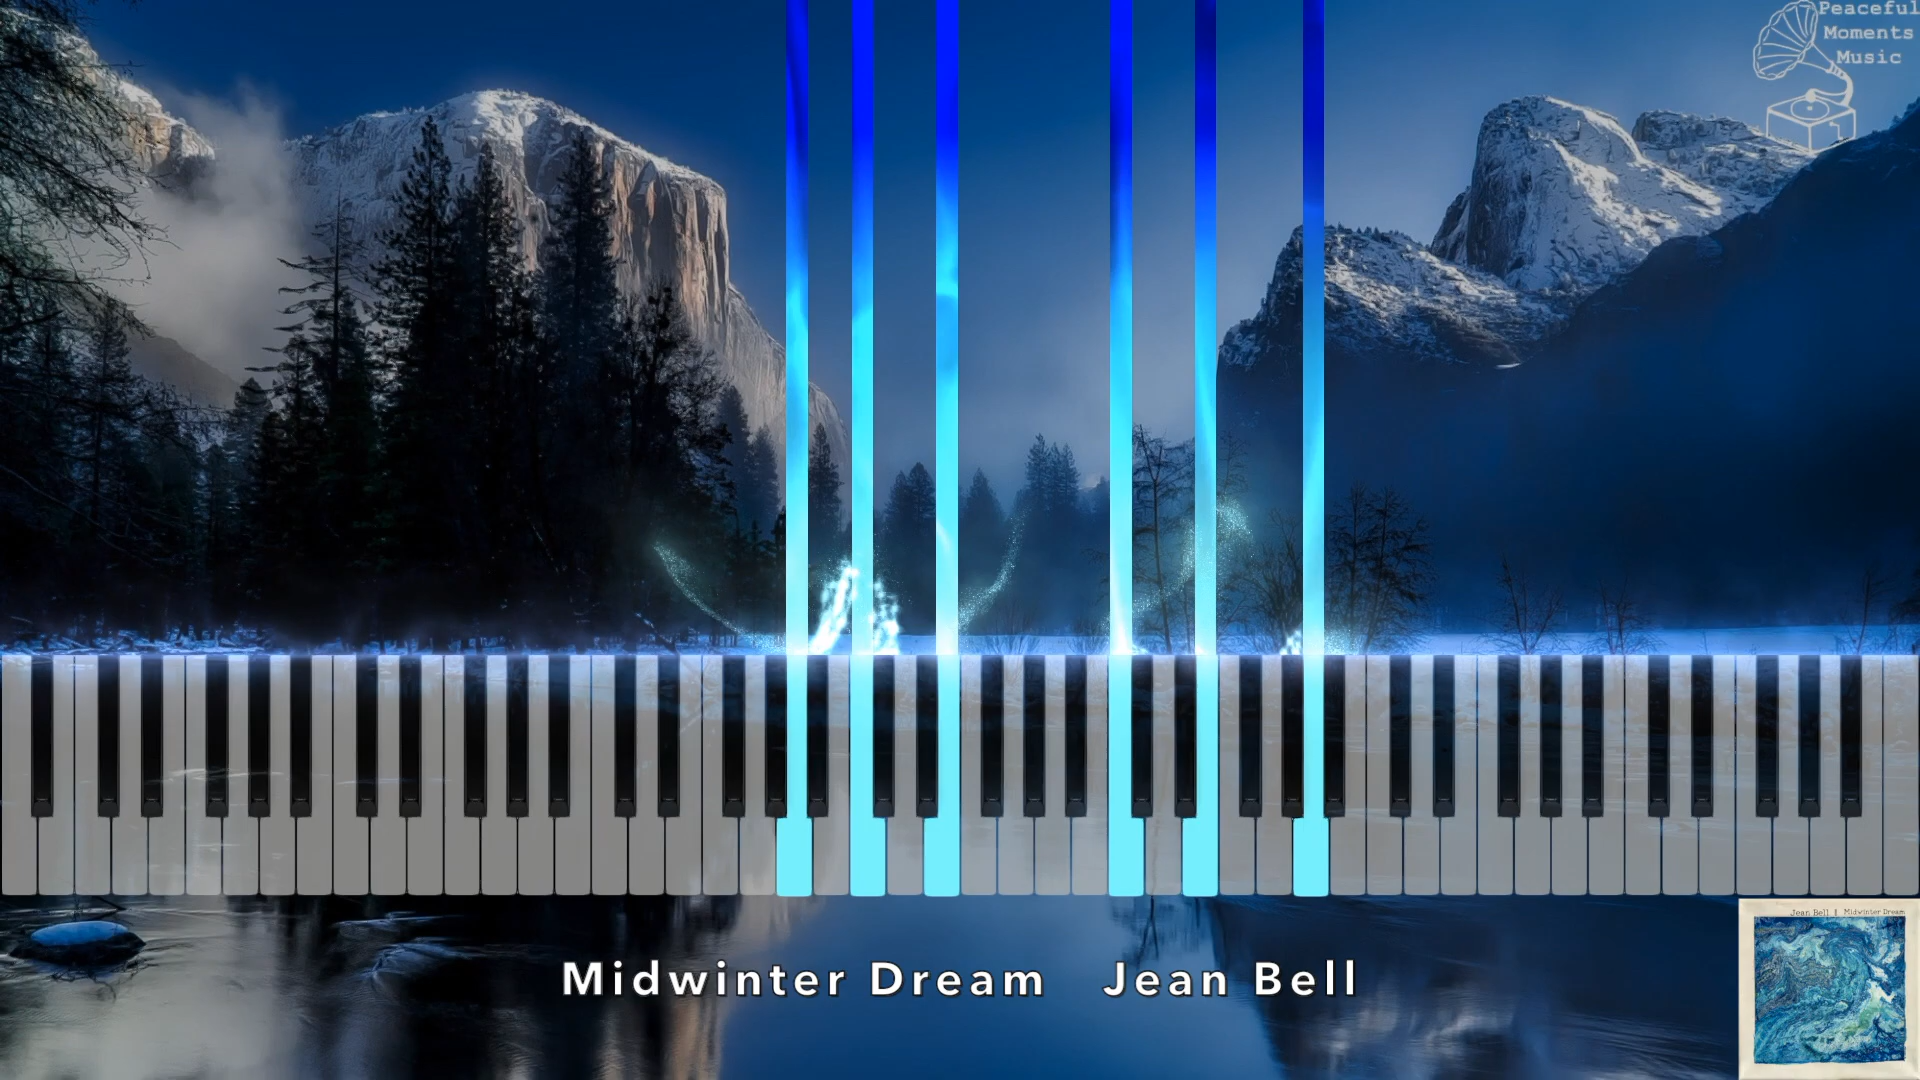 Peaceful
Moments
Music
Jean Bell || Midwinter Dream
Midwinter Dream   Jean Bell